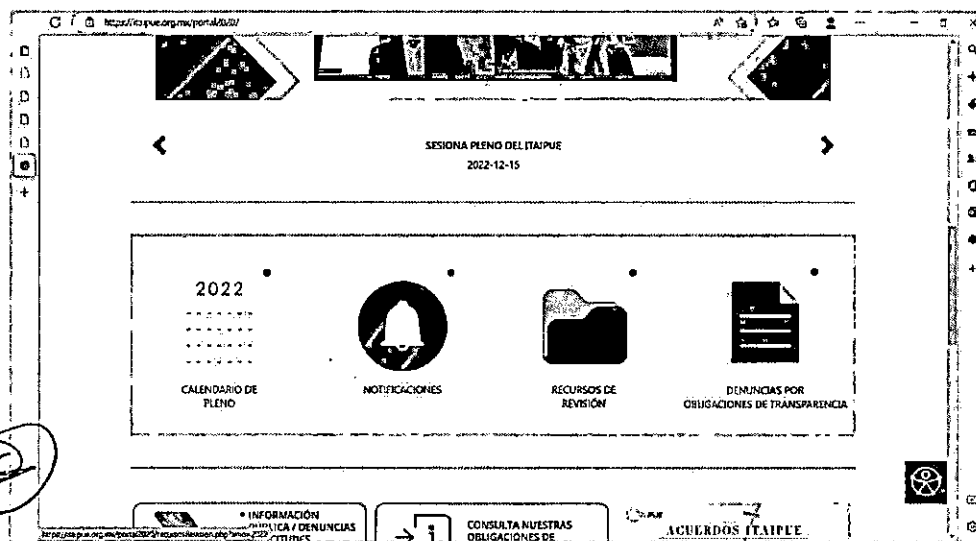 SESIONA PLENO DEL ITAIPUE
2022-12-15
2022
CALENDARIO DE
PLENO
NOTIFICACIONES
RECURSOS DE
REVISIÓN
DENUNCIAS POR
OBLIGACIONES DE TRANSPARENCIA
• INFORMACIÓN
PÚBLICA / DENUNCIAS
CONSULTA NUESTRAS
OBLIGACIONES DE
ACUERDOS ITAIPUE